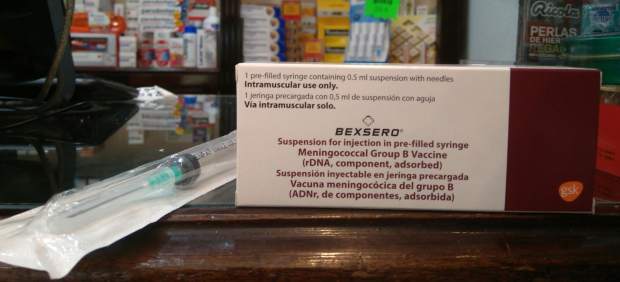 1 pre-filled syringe containing 0.5 ml suspension with needles
Intramuscular use only.
1 jeringa precargada con 0,5 ml de suspensión con aguja
Vía intramuscular solo.
BEXSERO®
Suspension for injection in pre-filled syringe
Meningococcal Group B Vaccine
(rDNA, component, adsorbed)
Suspensión inyectable en jeringa precargada
Vacuna meningocócica del grupo B
(ADNr, de componentes, adsorbida)
gsk
Ricola
PERLAS
DE HIER